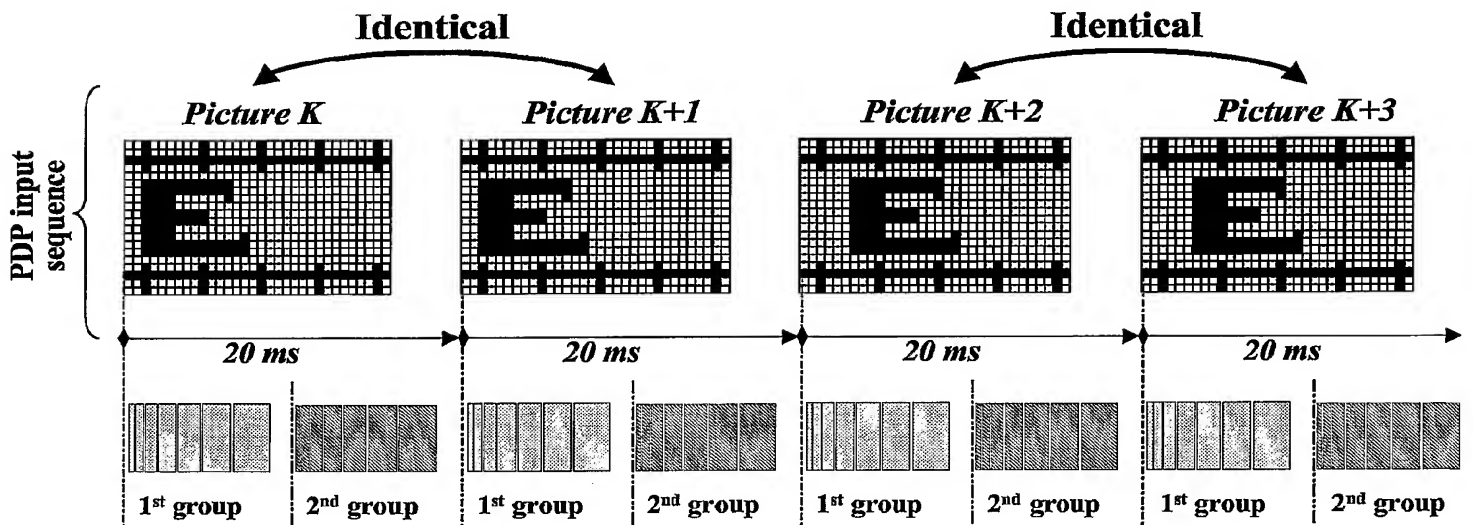 Identical Identical
Picture K Picture K+1 Picture K+2 Picture K+3
PDP input
sequence
E E E E
20 ms 20 ms 20 ms 20 ms
1st group 2nd group 1st group 2nd group 1st group 2nd group 1st group 2nd group